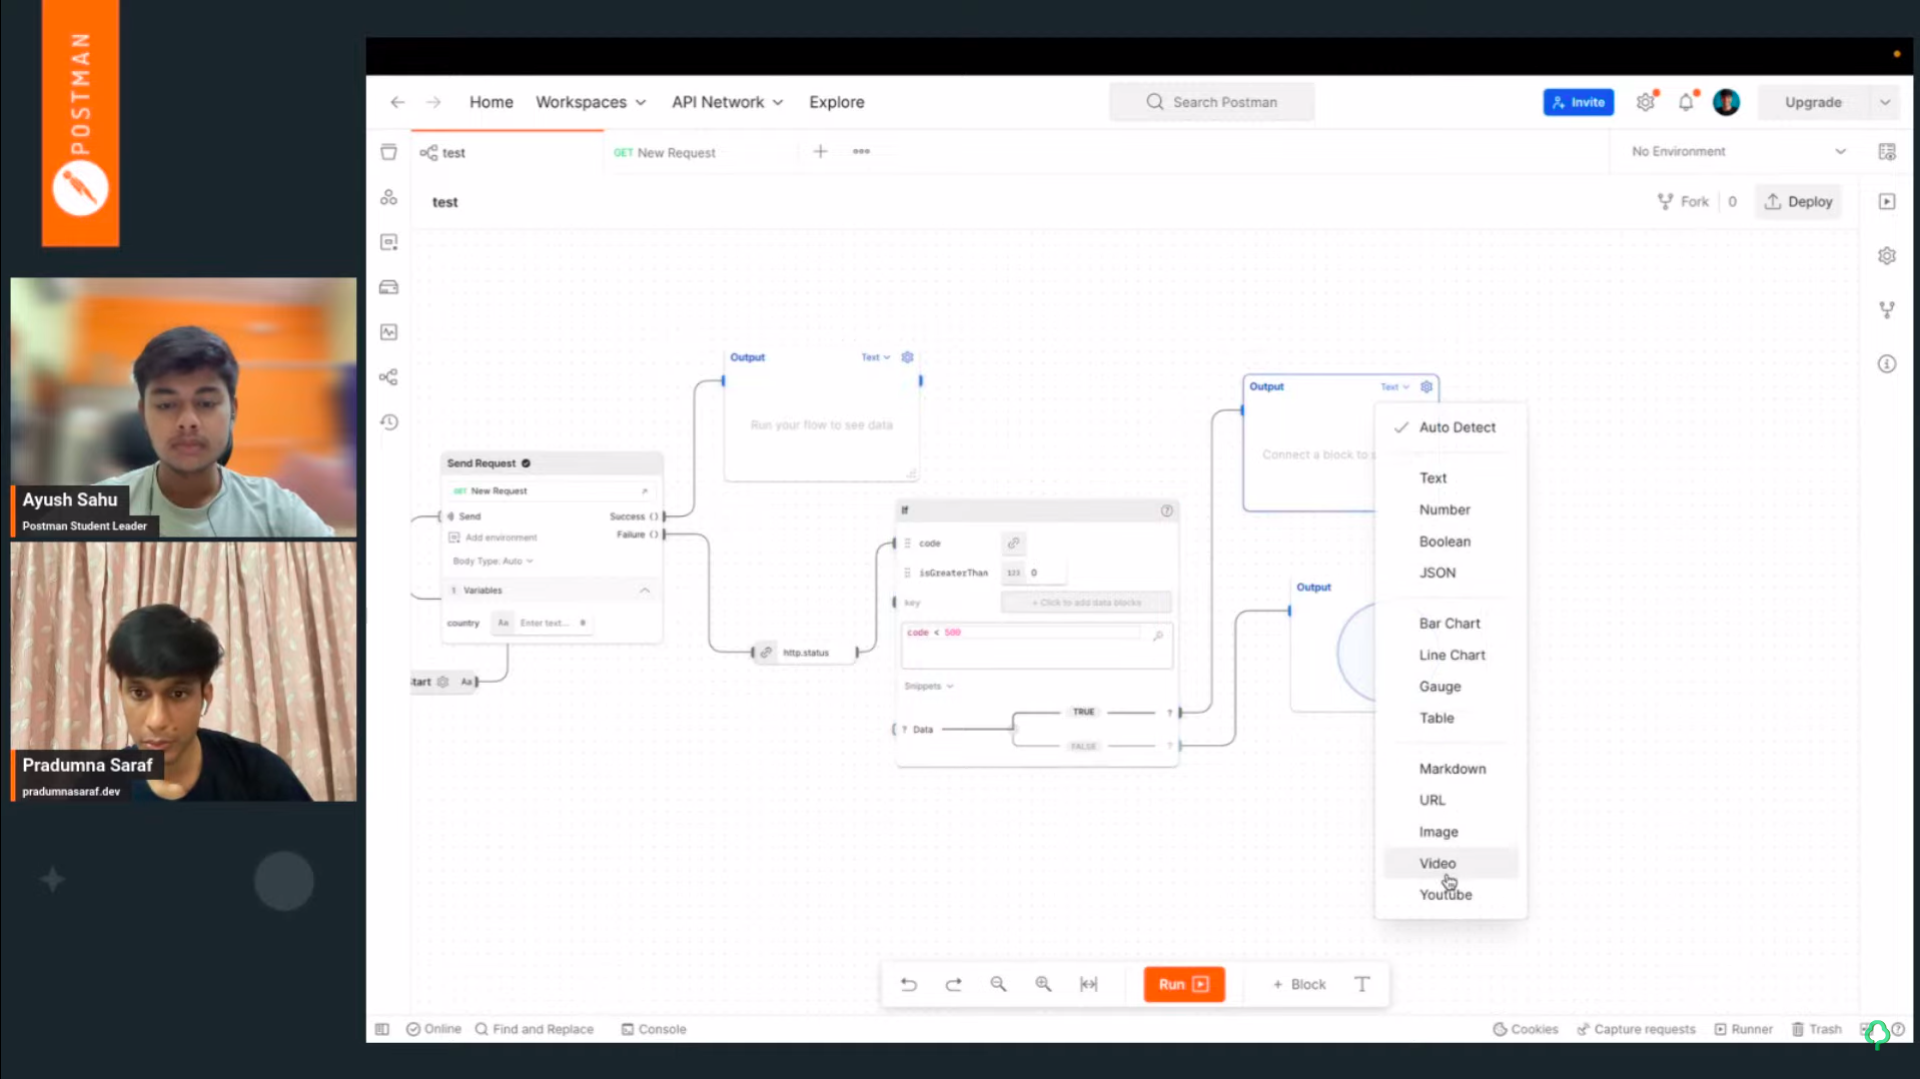 POSTMAN
Ayush Sahu
Postman Student Leader
Pradumna Saraf
pradumnasaraf.dev
Home
Workspaces
API Network
Explore
Search Postman
Invite
Upgrade
test
GET New Request
No Environment
test
Fork 0
Deploy
Output
Text
Run your flow to see data
Send Request
GET New Request
Send
Success ()
Add environment
Failure ()
Body Type: Auto
1 Variables
country
Aa
Enter text...
Aa
http.status
If
code
isGreaterThan
123
0
key
+ Click to add data blocks
code < 500
Snippets
? Data
TRUE
?
FALSE
?
Output
Text
Connect a block to
Output
Auto Detect
Text
Number
Boolean
JSON
Bar Chart
Line Chart
Gauge
Table
Markdown
URL
Image
Video
Youtube
Run
+ Block
T
Online
Find and Replace
Console
Cookies
Capture requests
Runner
Trash